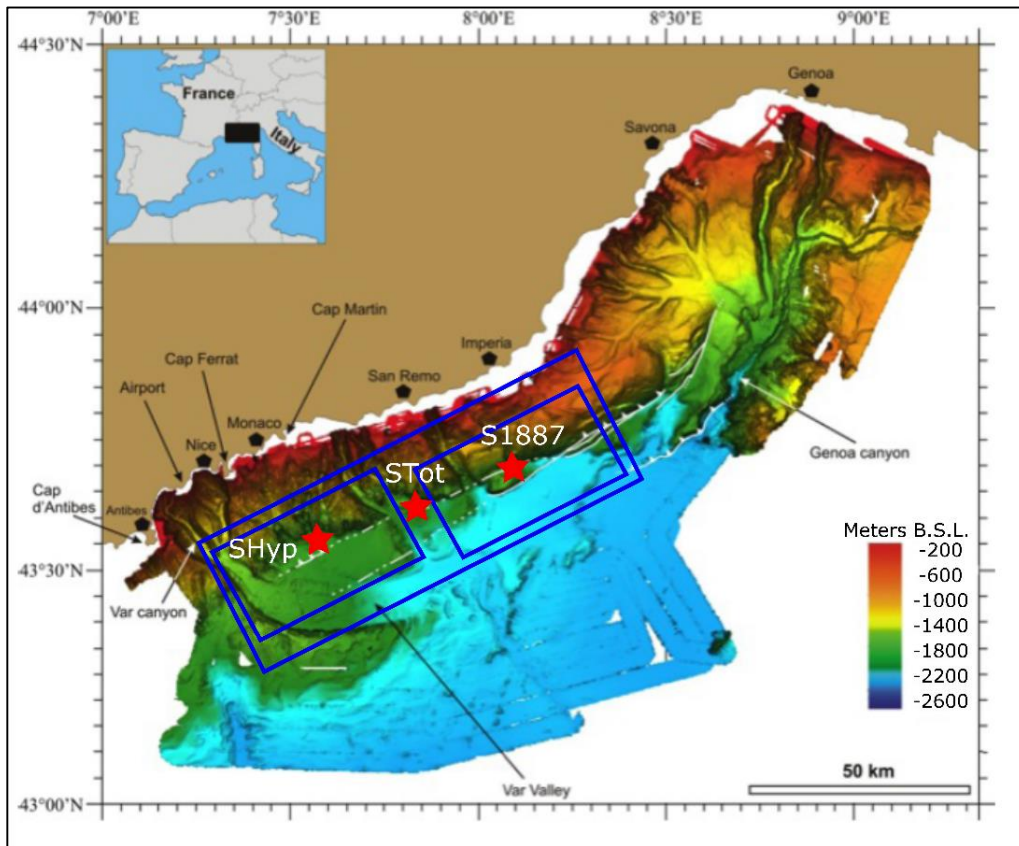 7°00'E
7°30'E
8°00'E
8°30'E
9°00'E
44°30'N
44°00'N
43°30'N
43°00'N
France
Italy
Genoa
Savona
Cap Martin
Imperia
Cap Ferrat
San Remo
Airport
Monaco
Nice
Cap
d'Antibes
Antibes
S1887
STot
SHyp
Genoa canyon
Var canyon
Var Valley
Meters B.S.L.
-200
-600
-1000
-1400
-1800
-2200
-2600
50 km